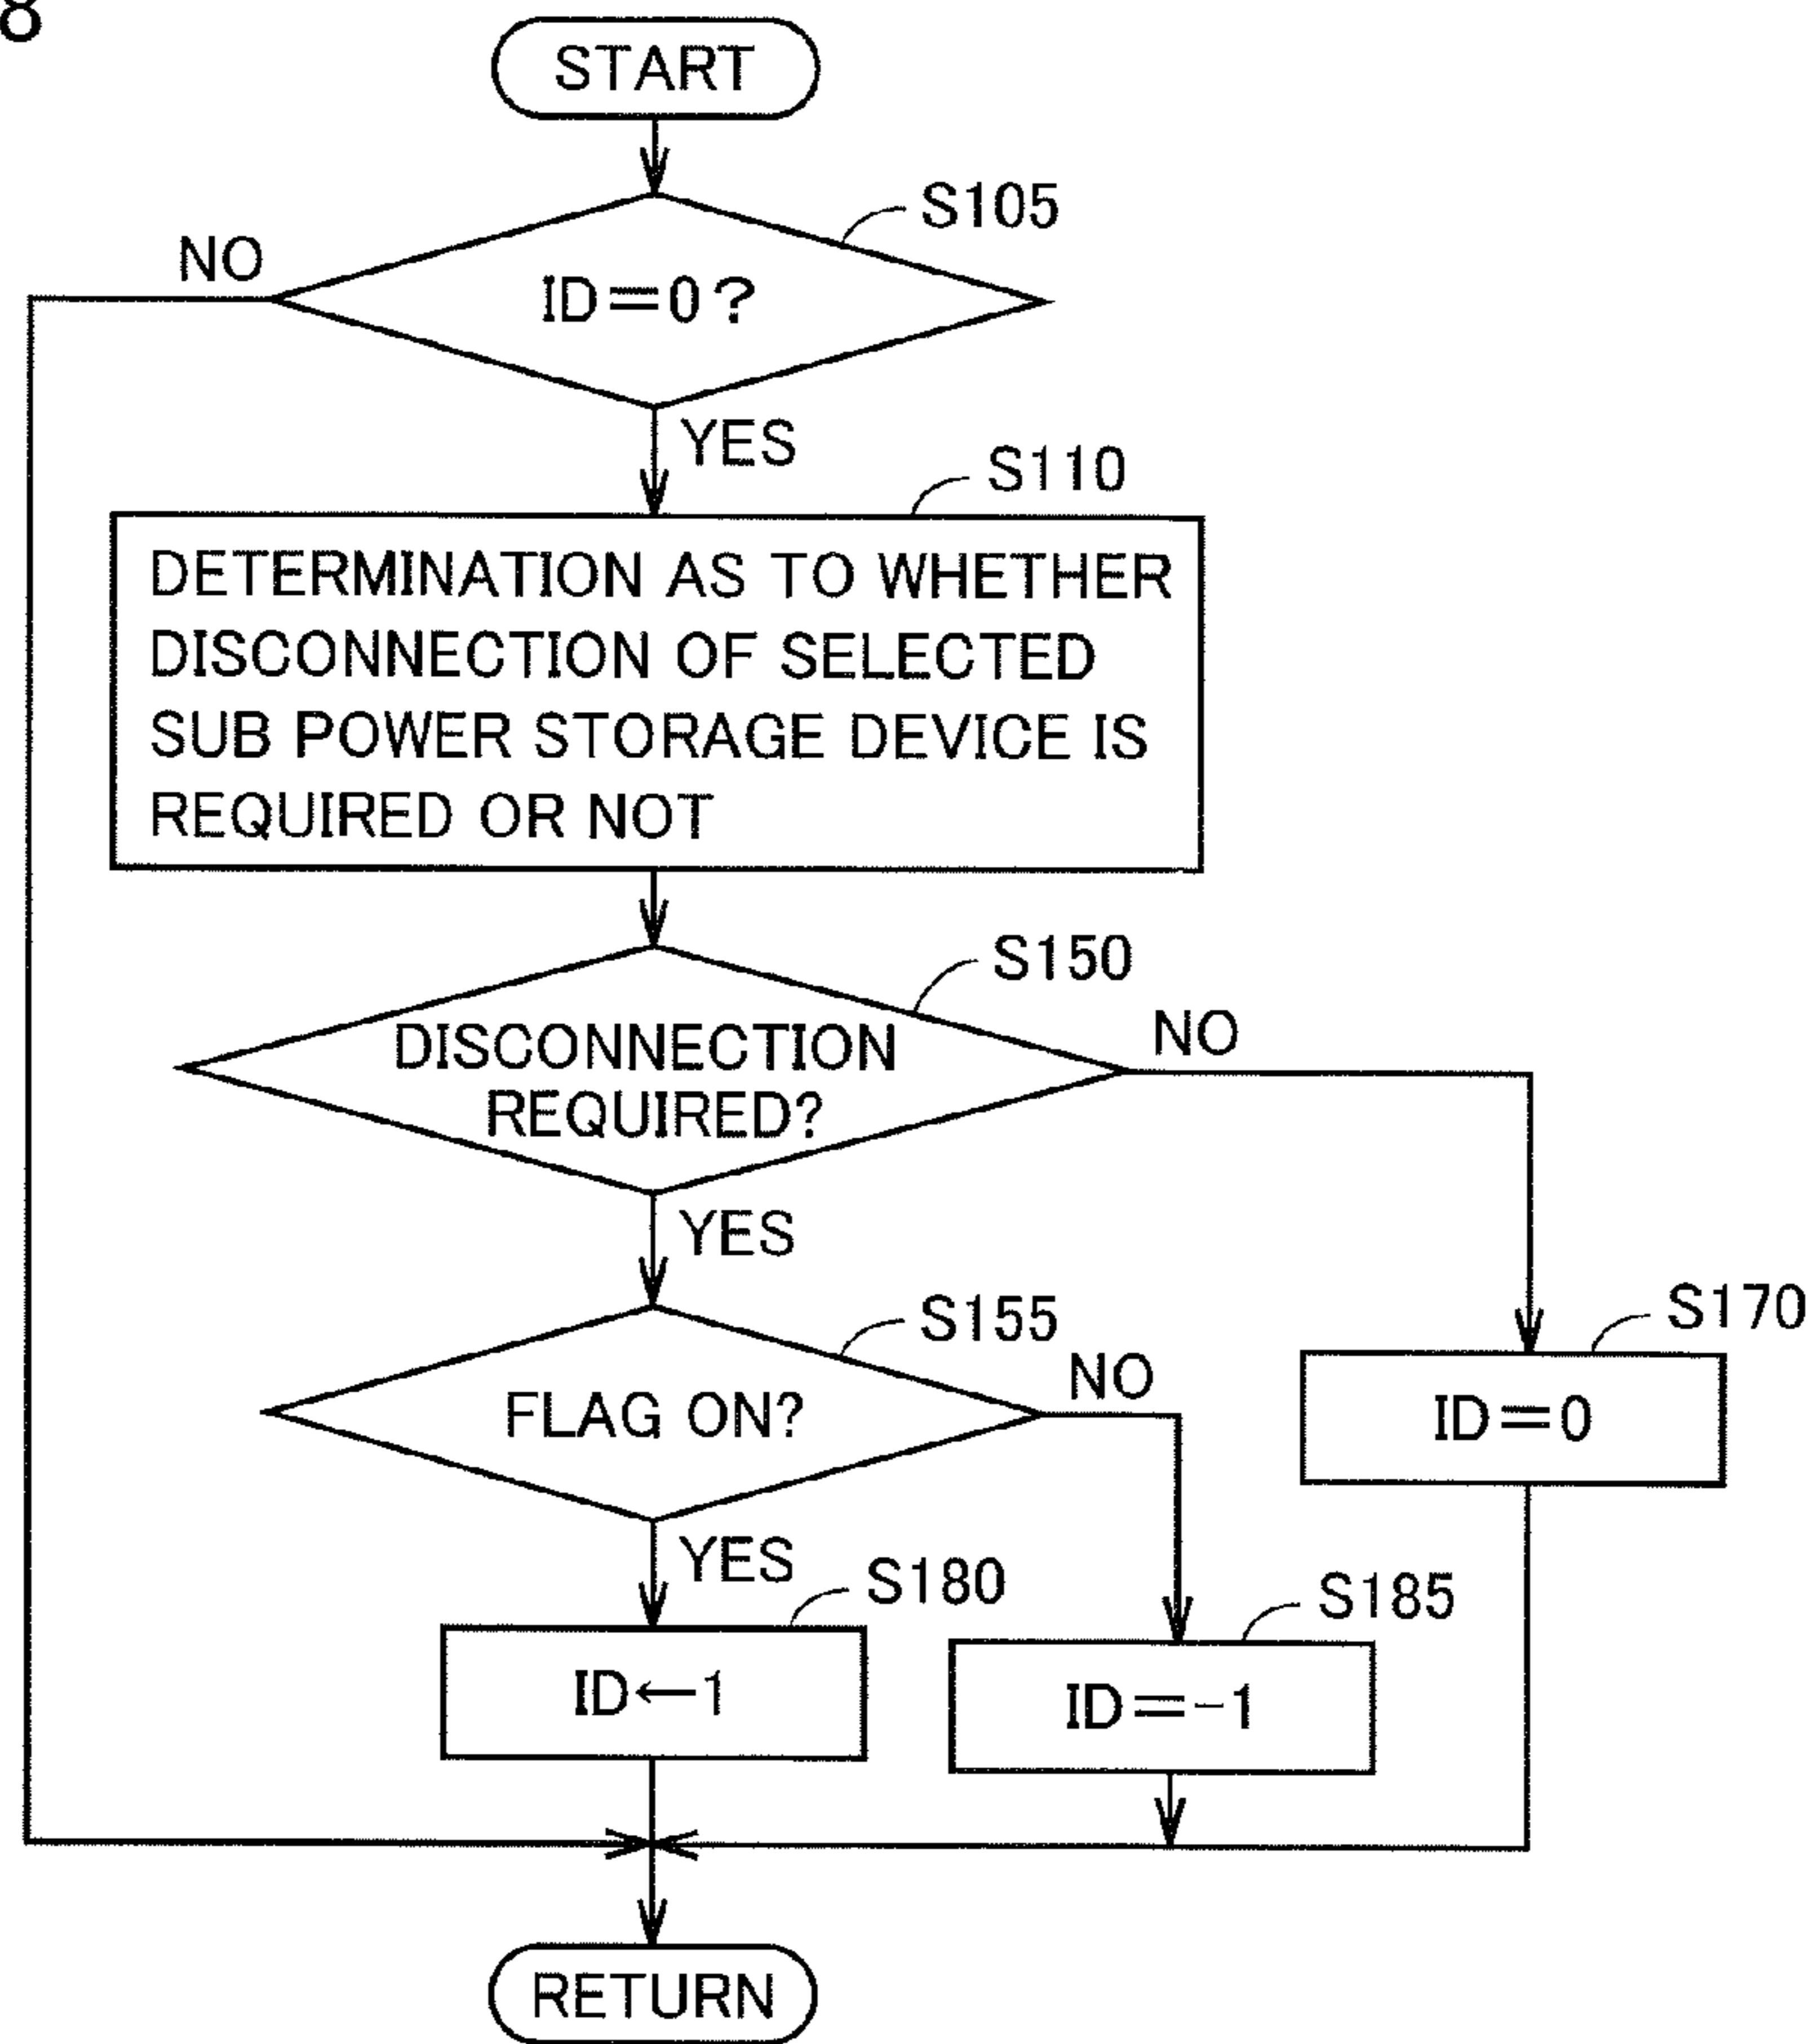 8
START
S105
NO
ID=0?
YES
S110
DETERMINATION AS TO WHETHER
DISCONNECTION OF SELECTED
SUB POWER STORAGE DEVICE IS
REQUIRED OR NOT
S150
NO
DISCONNECTION
REQUIRED?
YES
S155
S170
NO
FLAG ON?
ID=0
YES
S180
S185
ID←1
ID=-1
RETURN